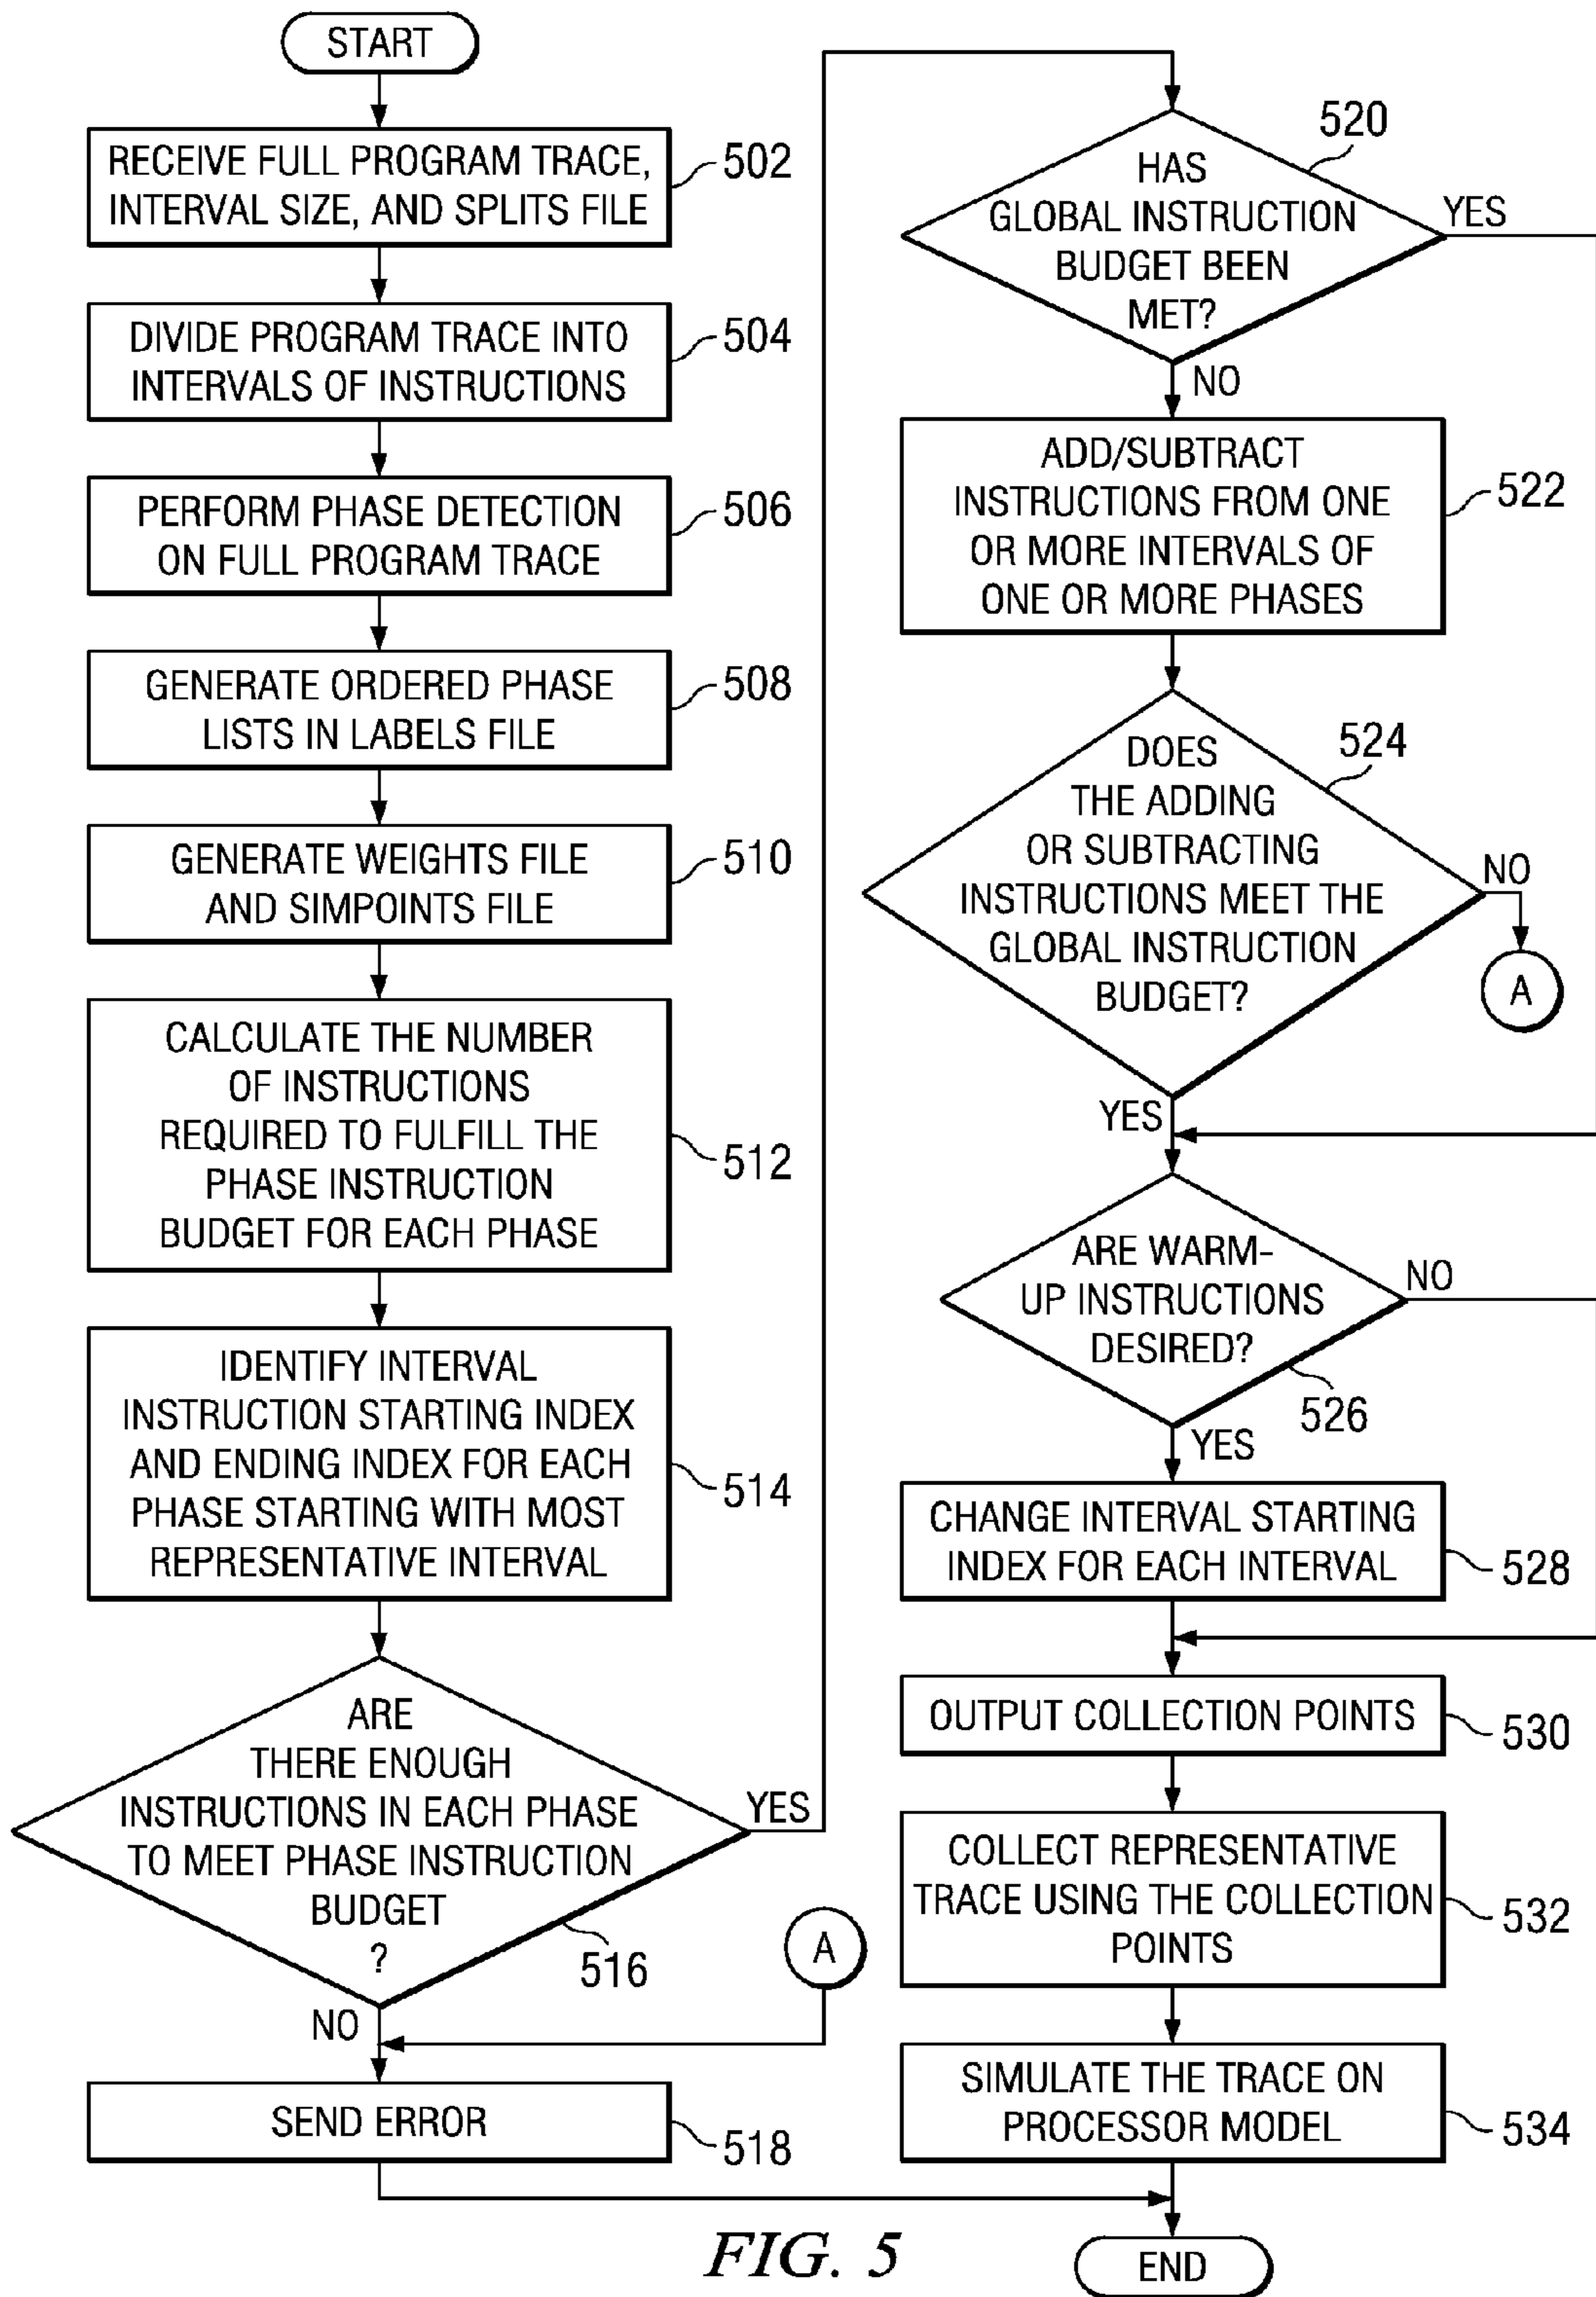 START
RECEIVE FULL PROGRAM TRACE,
INTERVAL SIZE, AND SPLITS FILE
502
DIVIDE PROGRAM TRACE INTO
INTERVALS OF INSTRUCTIONS
504
PERFORM PHASE DETECTION
ON FULL PROGRAM TRACE
506
GENERATE ORDERED PHASE
LISTS IN LABELS FILE
508
GENERATE WEIGHTS FILE
AND SIMPOINTS FILE
510
CALCULATE THE NUMBER
OF INSTRUCTIONS
REQUIRED TO FULFILL THE
PHASE INSTRUCTION
BUDGET FOR EACH PHASE
512
IDENTIFY INTERVAL
INSTRUCTION STARTING INDEX
AND ENDING INDEX FOR EACH
PHASE STARTING WITH MOST
REPRESENTATIVE INTERVAL
514
ARE
THERE ENOUGH
INSTRUCTIONS IN EACH PHASE
TO MEET PHASE INSTRUCTION
BUDGET
?
516
YES
NO
A
SEND ERROR
518
520
HAS
GLOBAL INSTRUCTION
BUDGET BEEN
MET?
YES
NO
ADD/SUBTRACT
INSTRUCTIONS FROM ONE
OR MORE INTERVALS OF
ONE OR MORE PHASES
522
524
DOES
THE ADDING
OR SUBTRACTING
INSTRUCTIONS MEET THE
GLOBAL INSTRUCTION
BUDGET?
NO
A
YES
ARE WARM-
UP INSTRUCTIONS
DESIRED?
NO
526
YES
CHANGE INTERVAL STARTING
INDEX FOR EACH INTERVAL
528
OUTPUT COLLECTION POINTS
530
COLLECT REPRESENTATIVE
TRACE USING THE COLLECTION
POINTS
532
SIMULATE THE TRACE ON
PROCESSOR MODEL
534
END
FIG. 5